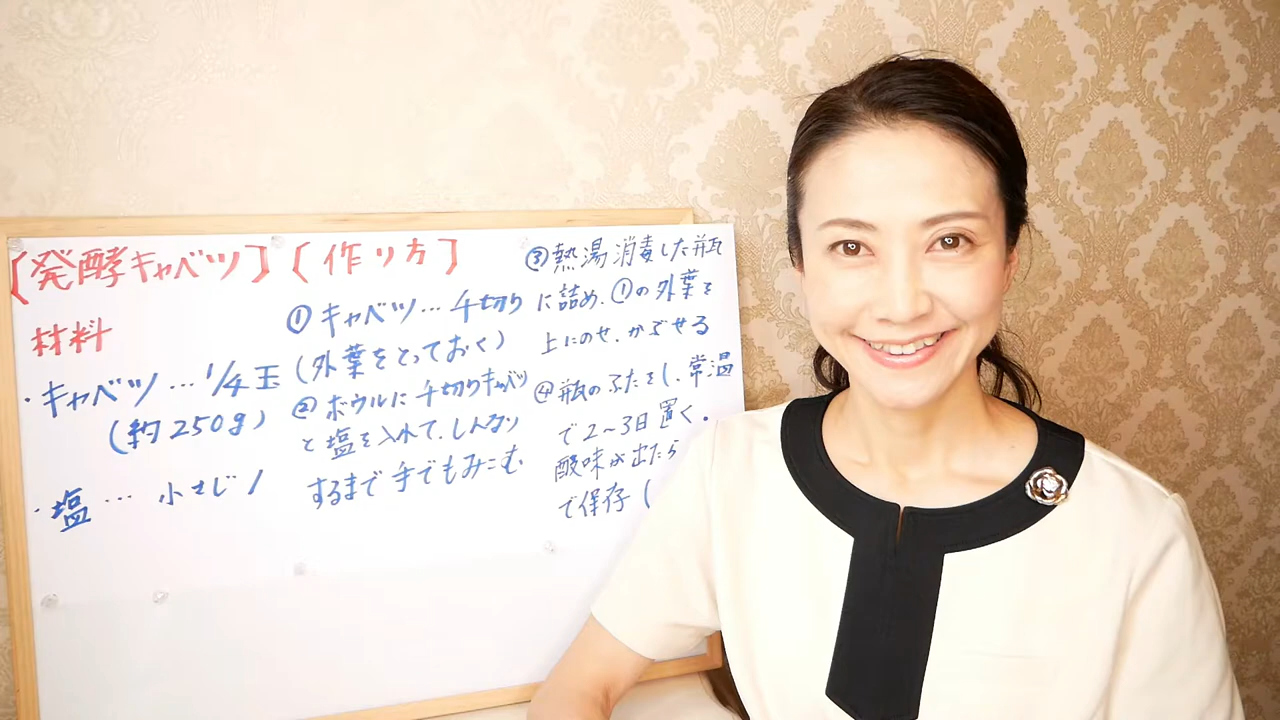 [発酵キャベツ] [作り方]
材料
・キャベツ…1/4玉
(約250g)
・塩…小さじ1
①キャベツ…千切り
(外葉をとっておく)
②ボウルに千切りキャベツ
と塩を入れて、しんなり
するまで手でもみこむ
③熱湯消毒した瓶
に詰め、①の外葉を
上にのせ、かぶせる
④瓶のふたをし、常温
で2~3日置く。
酸味が出たら
で保存(